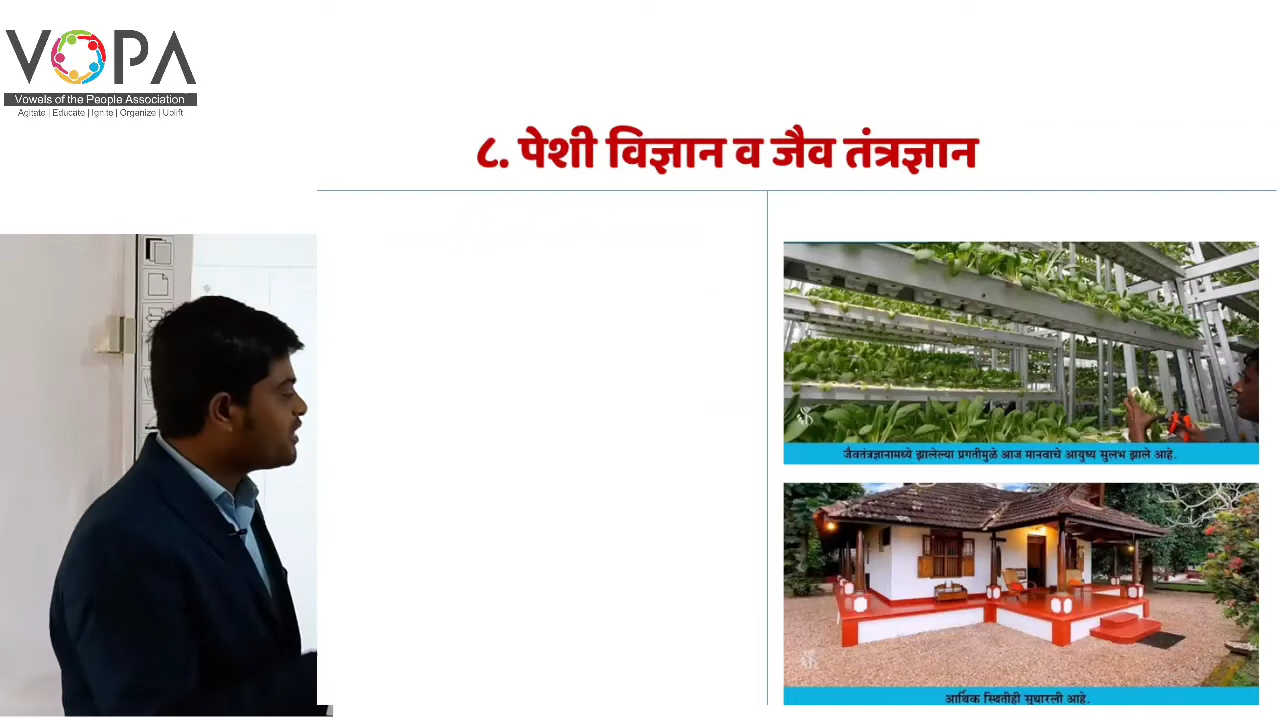 VOPA
Vowels of the People Association
Agitate | Educate | Ignite | Organize | Uplift
८. पेशी विज्ञान व जैव तंत्रज्ञान
जैवतंत्रज्ञानामध्ये झालेल्या प्रगतीमुळे आज मानवाचे आयुष्य सुलभ झाले आहे.
आर्थिक स्थितीही सुधारली आहे.